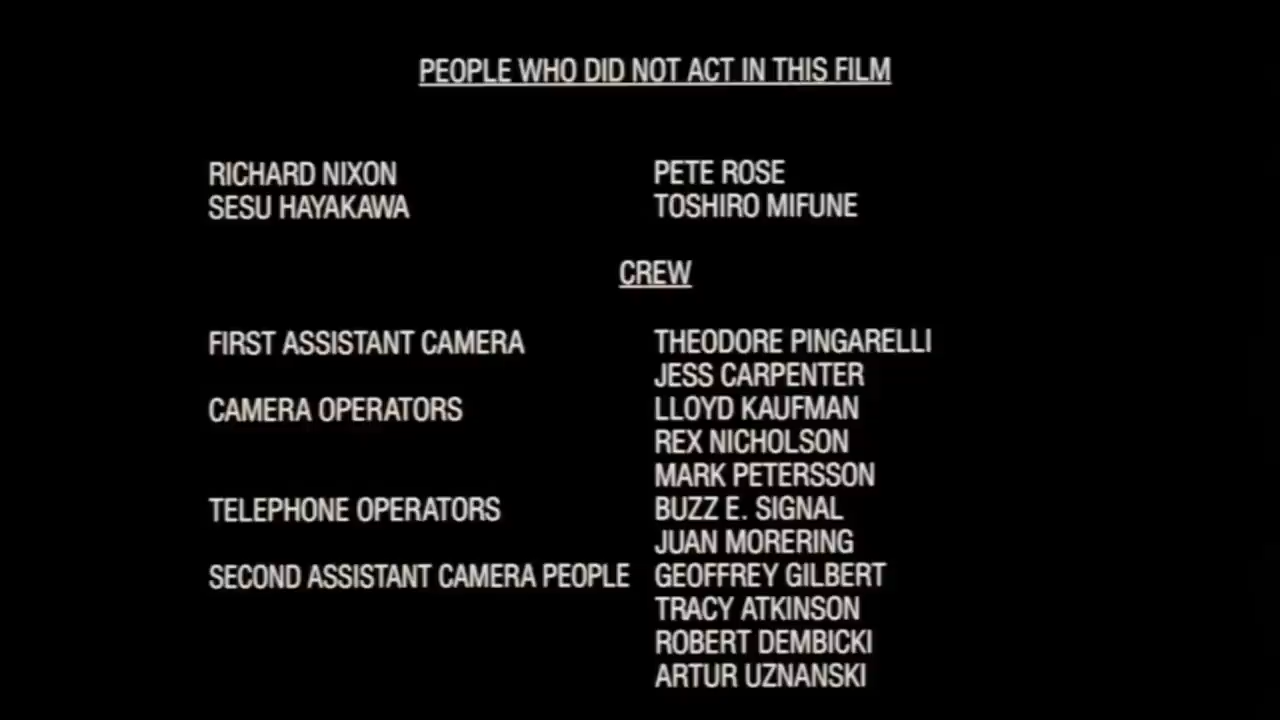 PEOPLE WHO DID NOT ACT IN THIS FILM
RICHARD NIXON PETE ROSE
SESU HAYAKAWA TOSHIRO MIFUNE
CREW
FIRST ASSISTANT CAMERA THEODORE PINGARELLI
JESS CARPENTER
CAMERA OPERATORS LLOYD KAUFMAN
REX NICHOLSON
MARK PETERSSON
TELEPHONE OPERATORS BUZZ E. SIGNAL
JUAN MORERING
SECOND ASSISTANT CAMERA PEOPLE GEOFFREY GILBERT
TRACY ATKINSON
ROBERT DEMBICKI
ARTUR UZNANSKI